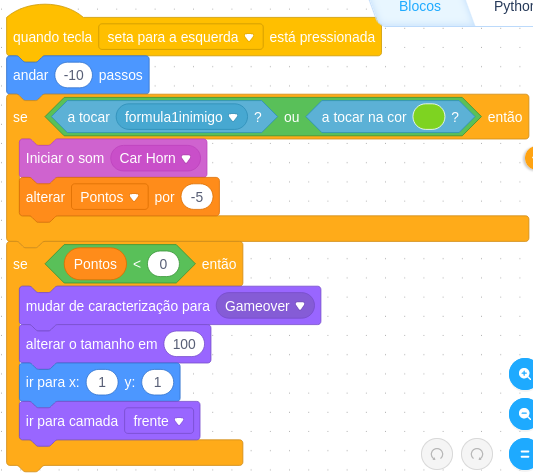 Blocos Python
quando tecla seta para a esquerda está pressionada
andar -10 passos
se a tocar formula1inimigo ? ou a tocar na cor ? então
Iniciar o som Car Horn
alterar Pontos por -5
se Pontos < 0 então
mudar de caracterização para Gameover
alterar o tamanho em 100
ir para x: 1 y: 1
ir para camada frente